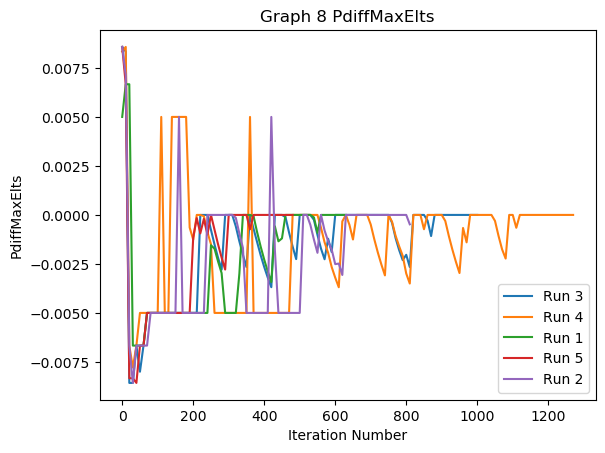 Graph 8 PdiffMaxElts
PdiffMaxElts
0.0075
0.0050
0.0025
0.0000
−0.0025
−0.0050
−0.0075
Run 3
Run 4
Run 1
Run 5
Run 2
0 200 400 600 800 1000 1200
Iteration Number